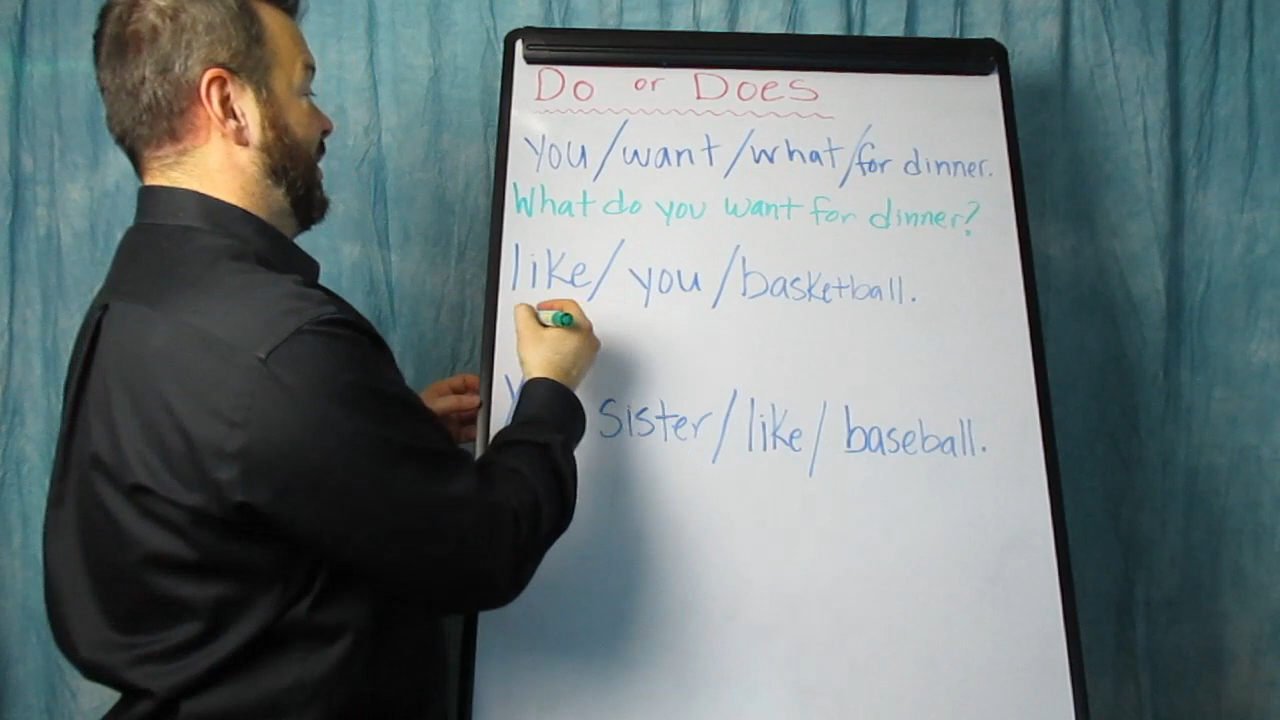 Do or Does
You/want/what/for dinner.
What do you want for dinner?
like/you/basketball.
sister/like/baseball.